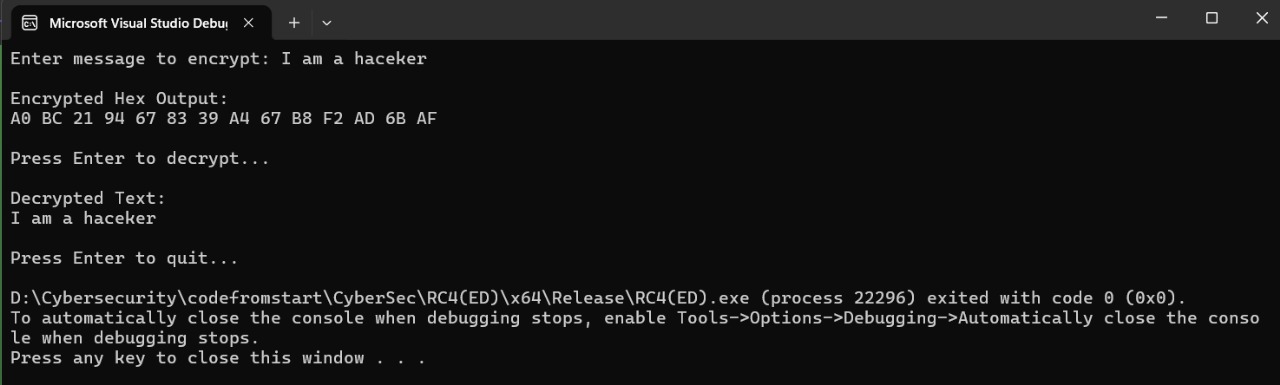 Microsoft Visual Studio Debu
Enter message to encrypt: I am a haceker
Encrypted Hex Output:
A0 BC 21 94 67 83 39 A4 67 B8 F2 AD 6B AF
Press Enter to decrypt...
Decrypted Text:
I am a haceker
Press Enter to quit...
D:\Cybersecurity\codefromstart\CyberSec\RC4(ED)\x64\Release\RC4(ED).exe (process 22296) exited with code 0 (0x0).
To automatically close the console when debugging stops, enable Tools->Options->Debugging->Automatically close the conso
le when debugging stops.
Press any key to close this window . . .